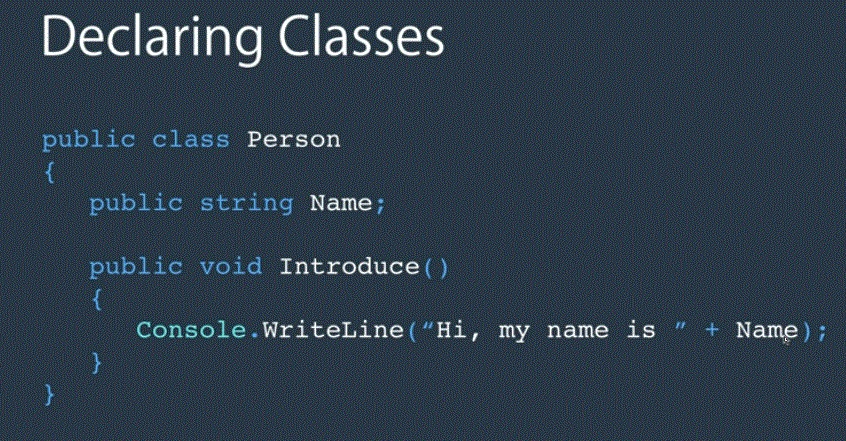 Declaring Classes
public class Person
{
public string Name;
public void Introduce()
{
Console.WriteLine(“Hi, my name is ” + Name);
}
}